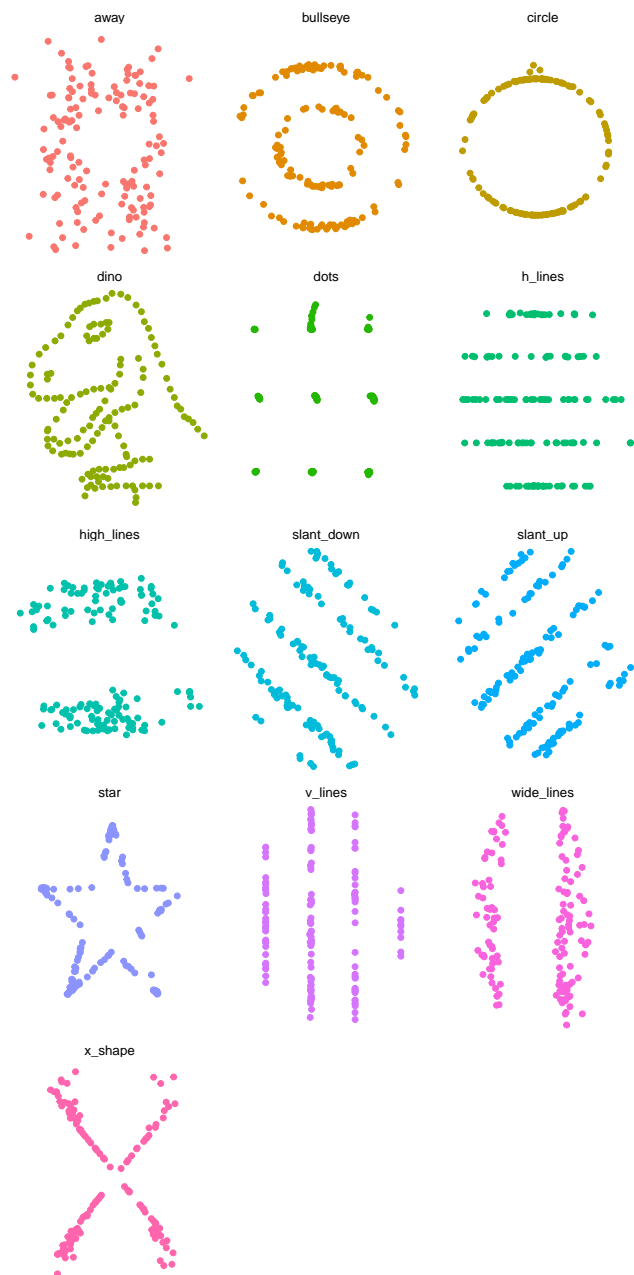 away
bullseye
circle
dino
dots
h_lines
high_lines
slant_down
slant_up
star
v_lines
wide_lines
x_shape